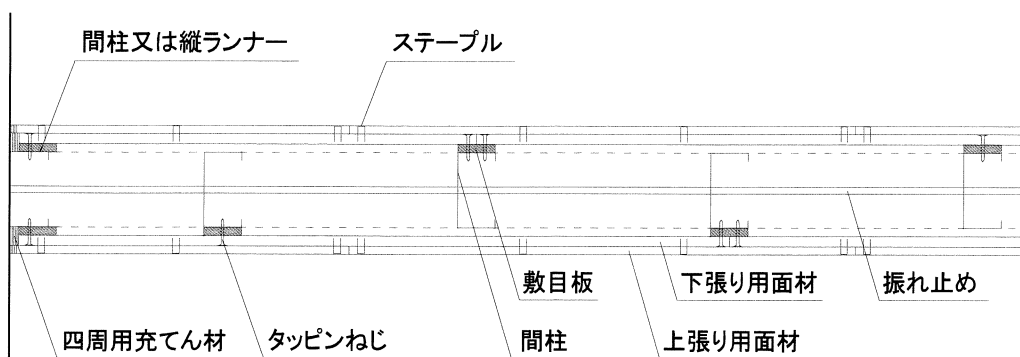 間柱又は縦ランナー
ステープル
敷目板
下張り用面材
振れ止め
四周用充てん材
タッピンねじ
間柱
上張り用面材